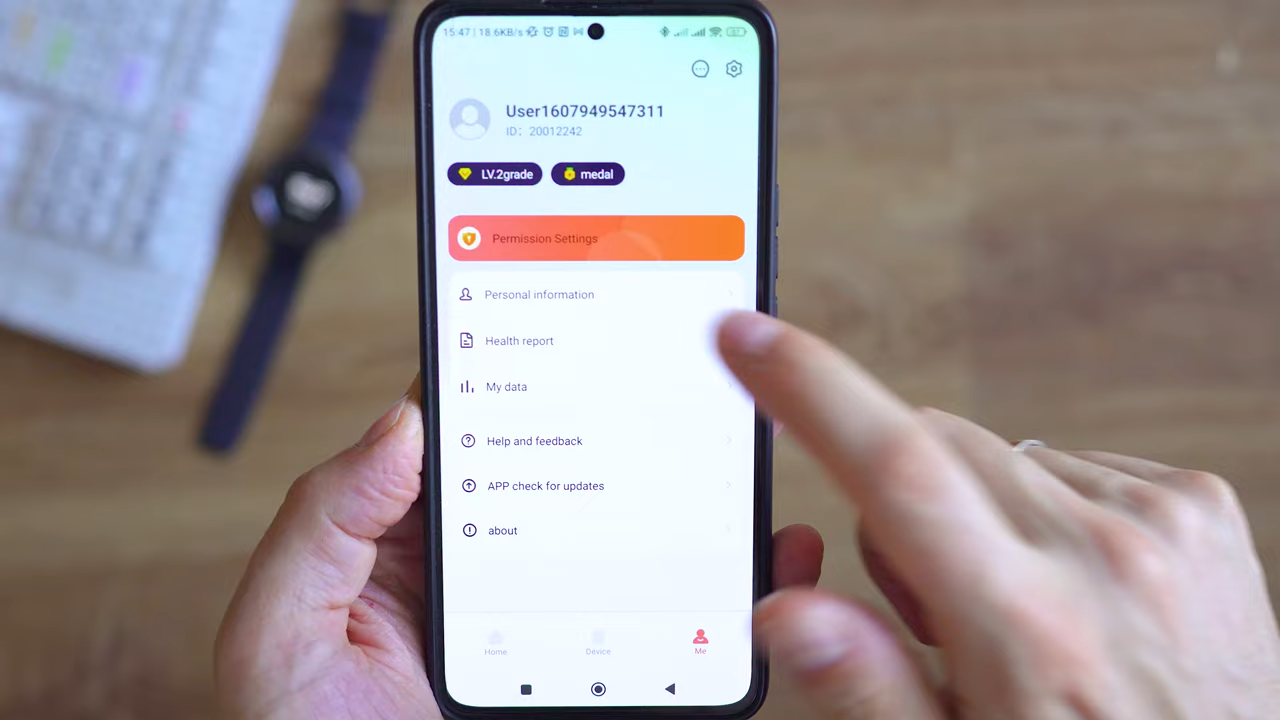 15:47 | 18.6KB/s
User1607949547311
ID: 20012242
LV.2grade
medal
Permission Settings
Personal information
Health report
My data
Help and feedback
APP check for updates
about
Home
Device
Me